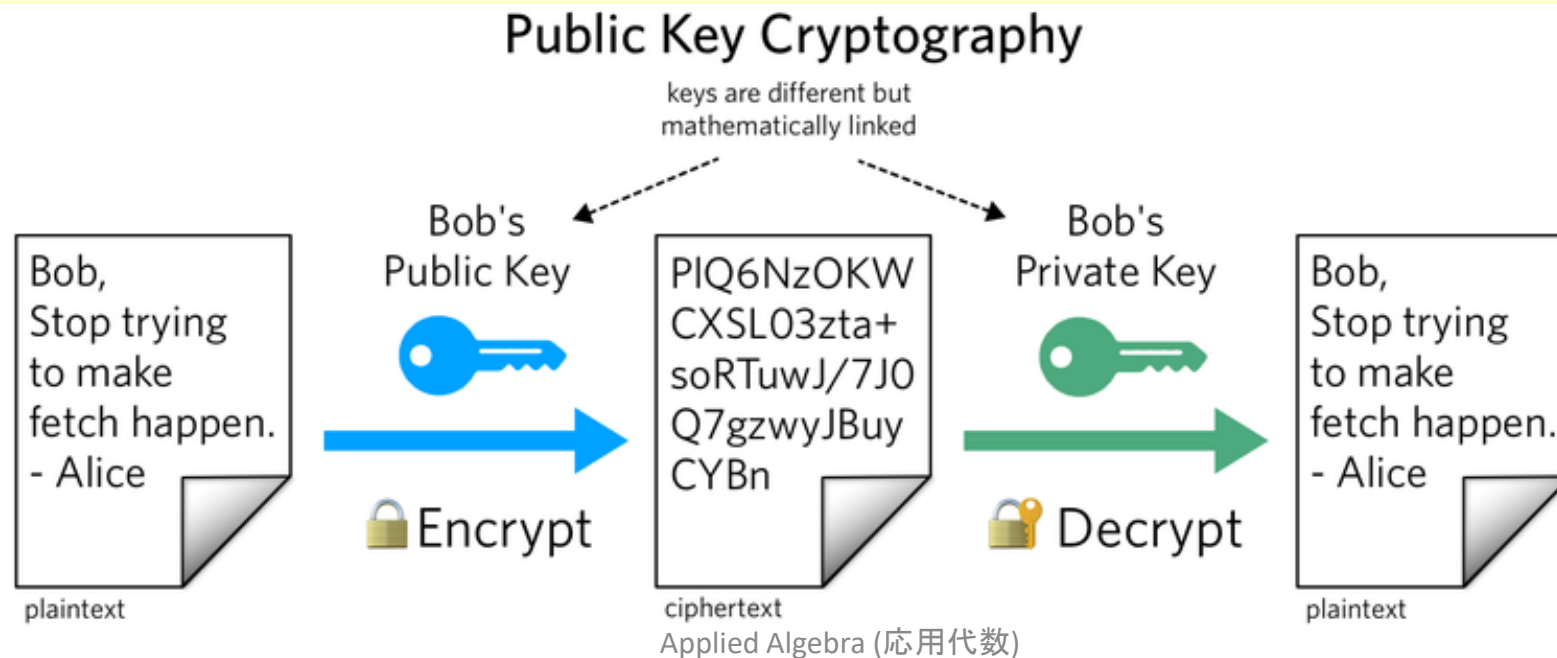 Public Key Cryptography
keys are different but
mathematically linked
Bob,
Stop trying
to make
fetch happen.
- Alice
plaintext
Bob's
Public Key
Encrypt
PlQ6NzOKW
CXSL03zta+
soRTuwJ/7J0
Q7gzwyJBuy
CYBn
ciphertext
Bob's
Private Key
Decrypt
Bob,
Stop trying
to make
fetch happen.
- Alice
plaintext
Applied Algebra (応用代数)